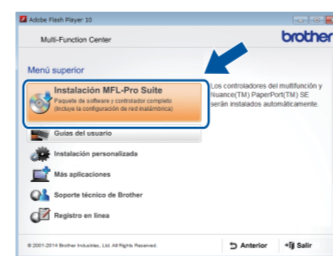 Adobe Flash Player 10
Multi-Function Center
brother
Menú superior
Instalación MFL-Pro Suite
Paquete de software y controlador completo
(Incluye la configuración de red inalámbrica)
Los controladores del multifunción y
Nuance(TM) PaperPort(TM) SE
serán instalados automáticamente.
Guías del usuario
Instalación personalizada
Más aplicaciones
Soporte técnico de Brother
Registro en línea
© 2001-2014 Brother Industries, Ltd. All Rights Reserved.
Anterior
Salir